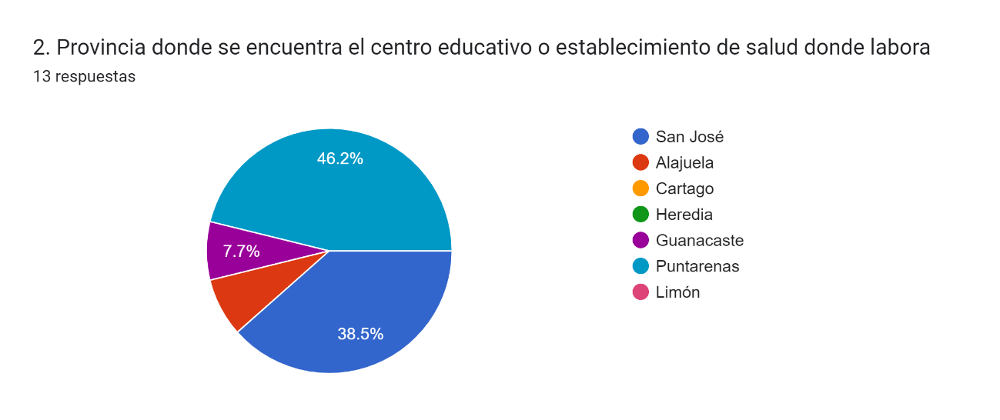 2. Provincia donde se encuentra el centro educativo o establecimiento de salud donde labora
13 respuestas
46.2%
7.7%
38.5%
San José
Alajuela
Cartago
Heredia
Guanacaste
Puntarenas
Limón